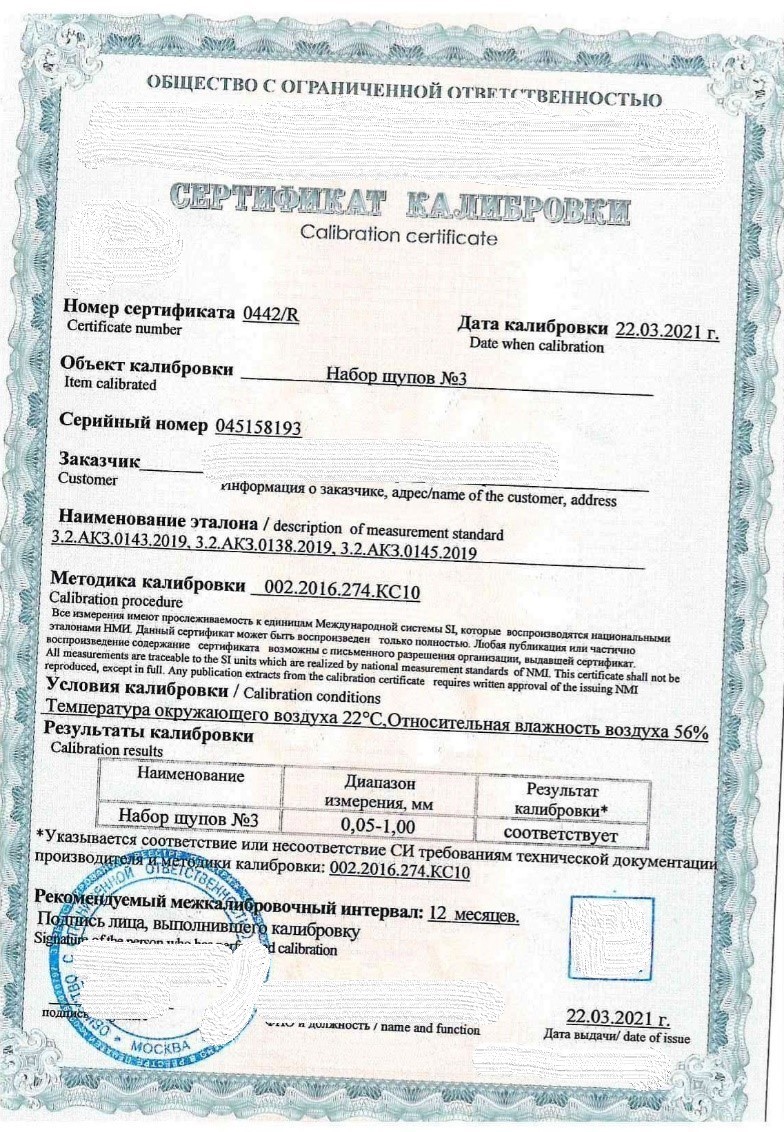 ОБЩЕСТВО С ОГРАНИЧЕННОЙ ОТВЕТСТВЕННОСТЬЮ
СЕРТИФИКАТ КАЛИБРОВКИ
Calibration certificate
Номер сертификата 0442/R
Certificate number
Дата калибровки 22.03.2021 г.
Date when calibration
Объект калибровки Набор щупов №3
Item calibrated
Серийный номер 045158193
Заказчик
Customer
Информация о заказчике, адрес/name of the customer, address
Наименование эталона / description of measurement standard
3.2.АКЗ.0143.2019, 3.2.АКЗ.0138.2019, 3.2.АКЗ.0145.2019
Методика калибровки 002.2016.274.КС10
Calibration procedure
Все измерения имеют прослеживаемость к единицам Международной системы SI, которые воспроизводятся национальными
эталонами НМИ. Данный сертификат может быть воспроизведен только полностью. Любая публикация или частично
воспроизведение содержание сертификата возможны с письменного разрешения организации, выдавшей сертификат.
All measurements are traceable to the SI units which are realized by national measurement standards of NMI. This certificate shall not be
reproduced, except in full. Any publication extracts from the calibration certificate requires written approval of the issuing NMI
Условия калибровки / Calibration conditions
Температура окружающего воздуха 22°С,Относительная влажность воздуха 56%
Результаты калибровки
Calibration results
Наименование
Диапазон
измерения, мм
Результат
калибровки*
Набор щупов №3
0,05-1,00
соответствует
*Указывается соответствие или несоответствие СИ требованиям технической документации
производителя и методики калибровки: 002.2016.274.КС10
Рекомендуемый межкалибровочный интервал: 12 месяцев.
Подпись лица, выполнившего калибровку
Signature of the person who has performed calibration
подпись
ФИО и должность / name and function
22.03.2021 г.
Дата выдачи/ date of issue
МОСКВА